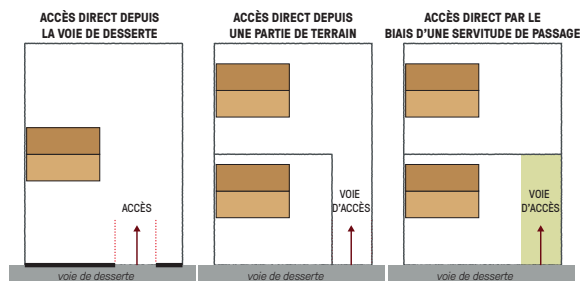 ACCÈS DIRECT DEPUIS
LA VOIE DE DESSERTE
ACCÈS
voie de desserte
ACCÈS DIRECT DEPUIS
UNE PARTIE DE TERRAIN
VOIE
D'ACCÈS
voie de desserte
ACCÈS DIRECT PAR LE
BIAIS D'UNE SERVITUDE DE PASSAGE
VOIE
D'ACCÈS
voie de desserte